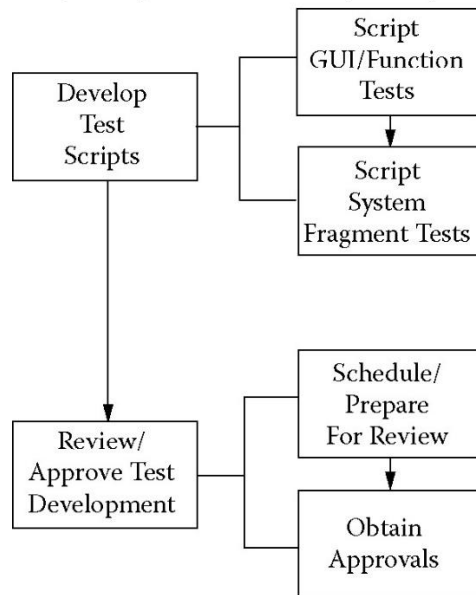 Script
GUI/Function
Tests
Develop
Test
Scripts
Script
System
Fragment Tests
Schedule/
Prepare
For Review
Review/
Approve Test
Development
Obtain
Approvals